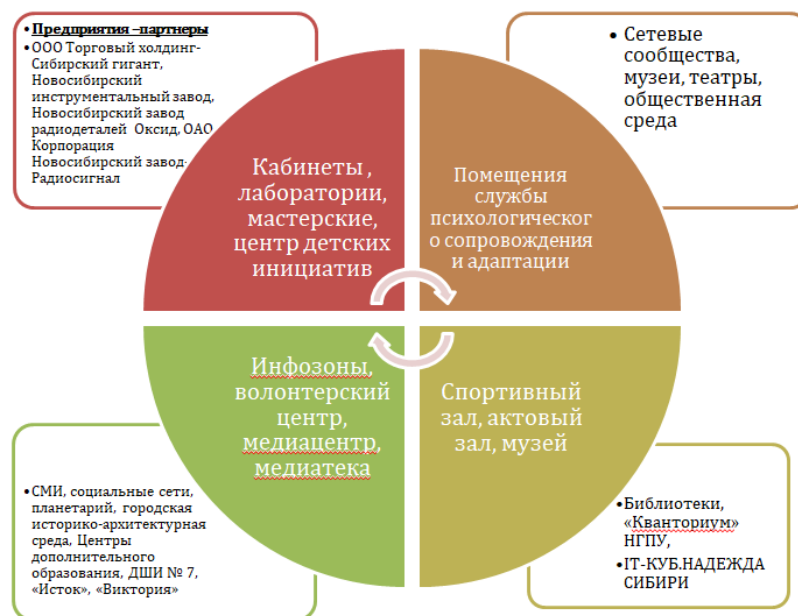 Предприятия –партнеры
ООО Торговый холдинг-
Сибирский гигант,
Новосибирский
инструментальный завод,
Новосибирский завод
радиодеталей Оксид, ОАО
Корпорация
Новосибирский завод-
Радиосигнал
Сетевые
сообщества,
музеи, театры,
общественная
среда
Кабинеты ,
лаборатории,
мастерские,
центр детских
инициатив
Помещения
службы
психологическог
о сопровождения
и адаптации
Инфозоны,
волонтерский
центр,
медиацентр,
медиатека
Спортивный
зал, актовый
зал, музей
СМИ, социальные сети,
планетарий, городская
историко-архитектурная
среда, Центры
дополнительного
образования, ДШИ № 7,
«Исток», «Виктория»
Библиотеки,
«Кванториум»
НГПУ,
IT-КУБ.НАДЕЖДА
СИБИРИ